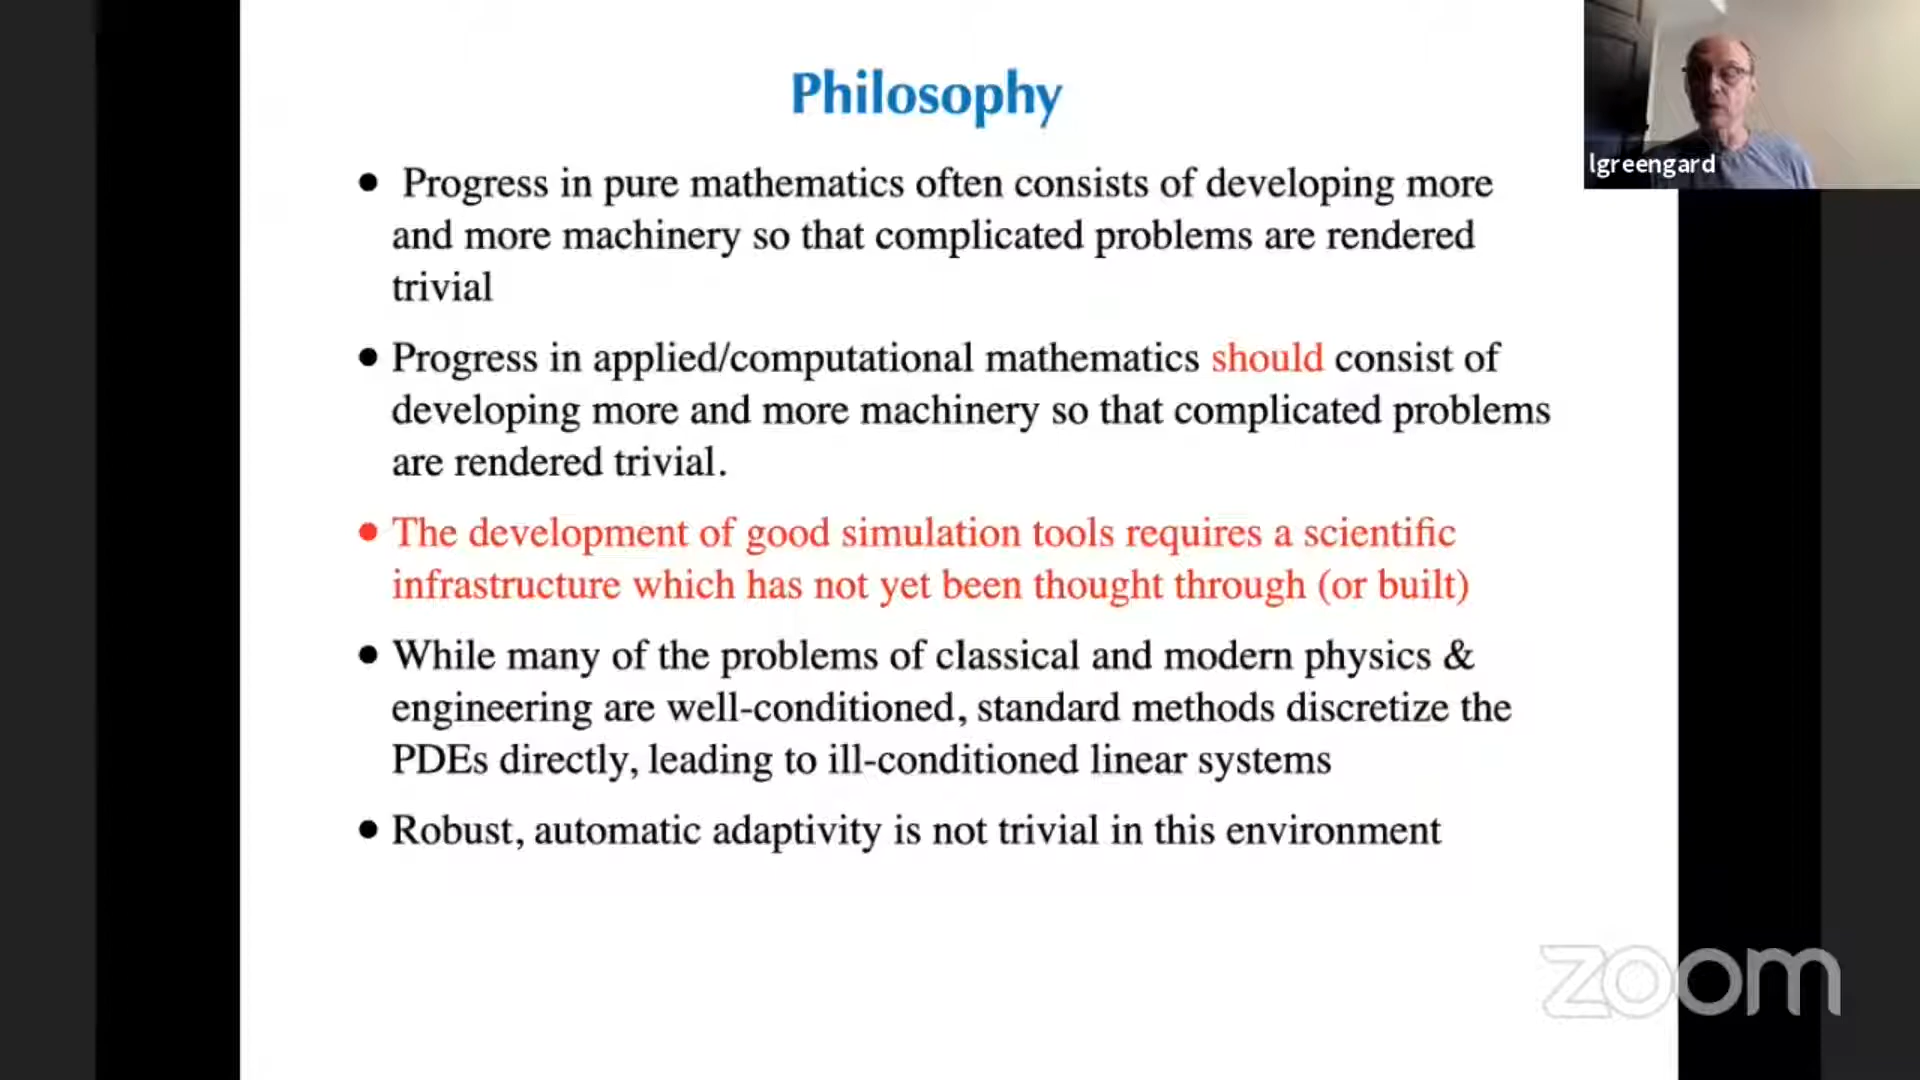 Philosophy
lgreengard
• Progress in pure mathematics often consists of developing more
and more machinery so that complicated problems are rendered
trivial
• Progress in applied/computational mathematics should consist of
developing more and more machinery so that complicated problems
are rendered trivial.
• The development of good simulation tools requires a scientific
infrastructure which has not yet been thought through (or built)
• While many of the problems of classical and modern physics &
engineering are well-conditioned, standard methods discretize the
PDEs directly, leading to ill-conditioned linear systems
• Robust, automatic adaptivity is not trivial in this environment
zoom